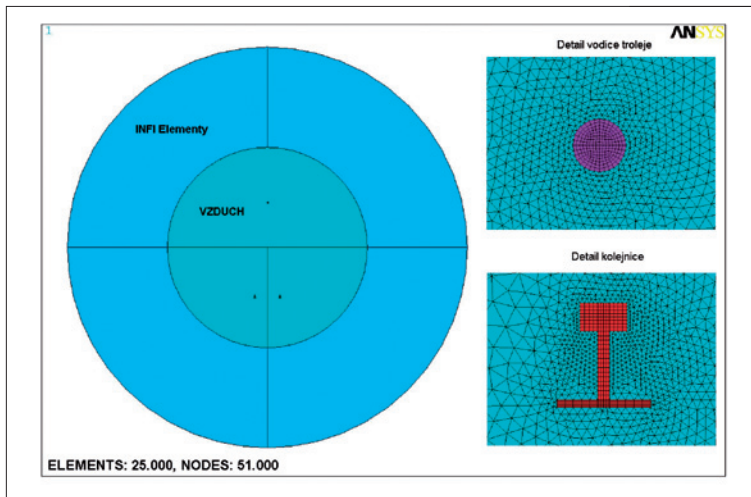 1
ANSYS
Detail vodice troleje
INFI Elementy
VZDUCH
Detail kolejnice
ELEMENTS: 25.000, NODES: 51.000